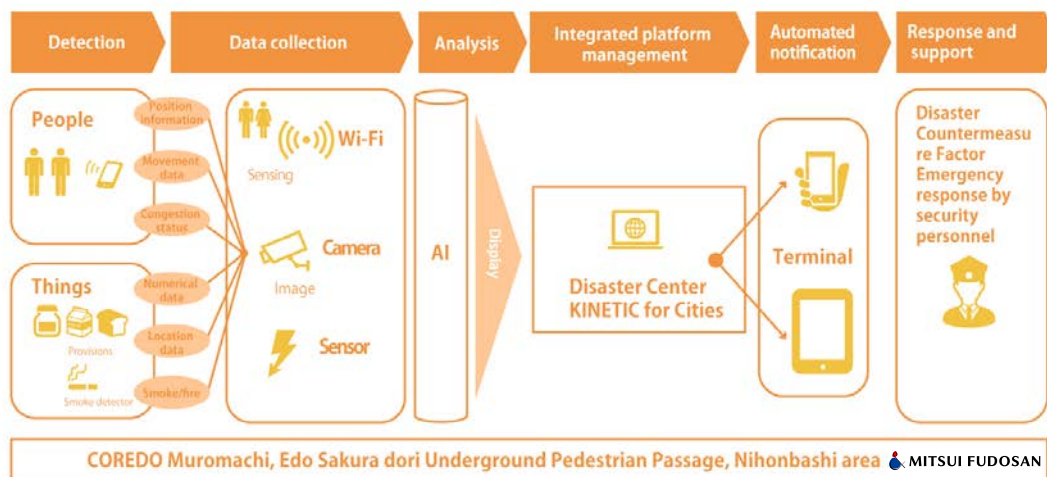 Detection
Data collection
Analysis
Integrated platform
management
Automated
notification
Response and
support
People
Position
information
Movement
data
Congestion
status
Things
Provisions
Smoke detector
Numerical
data
Location
data
Smoke/fire
Wi-Fi
Sensing
Camera
Image
Sensor
AI
Display
Disaster Center
KINETIC for Cities
Terminal
Disaster
Countermeasu
re Factor
Emergency
response by
security
personnel
COREDO Muromachi, Edo Sakura dori Underground Pedestrian Passage, Nihonbashi area MITSUI FUDOSAN